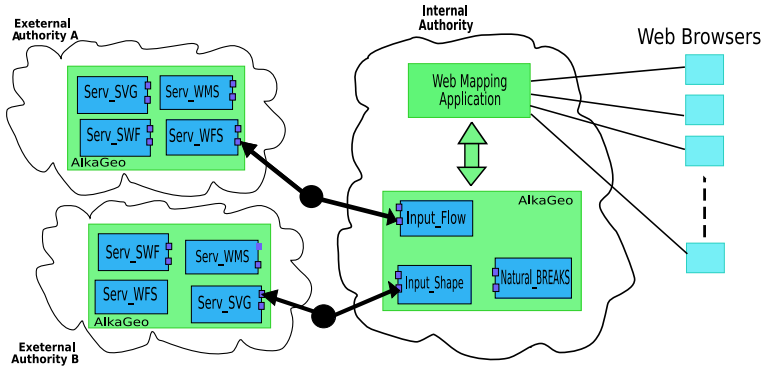 Exeternal
Authority A
A
Serv_SVG
Serv_WMS
Serv_SWF
Serv_WFS
AlkaGeo
Serv_SWF
Serv_WMS
Serv_WFS
Serv_SVG
AlkaGeo
Exeternal
Authority B
Internal
Authority
Web Mapping
Application
AlkaGeo
Input_Flow
Input_Shape
Natural_BREAKS
Web Browsers